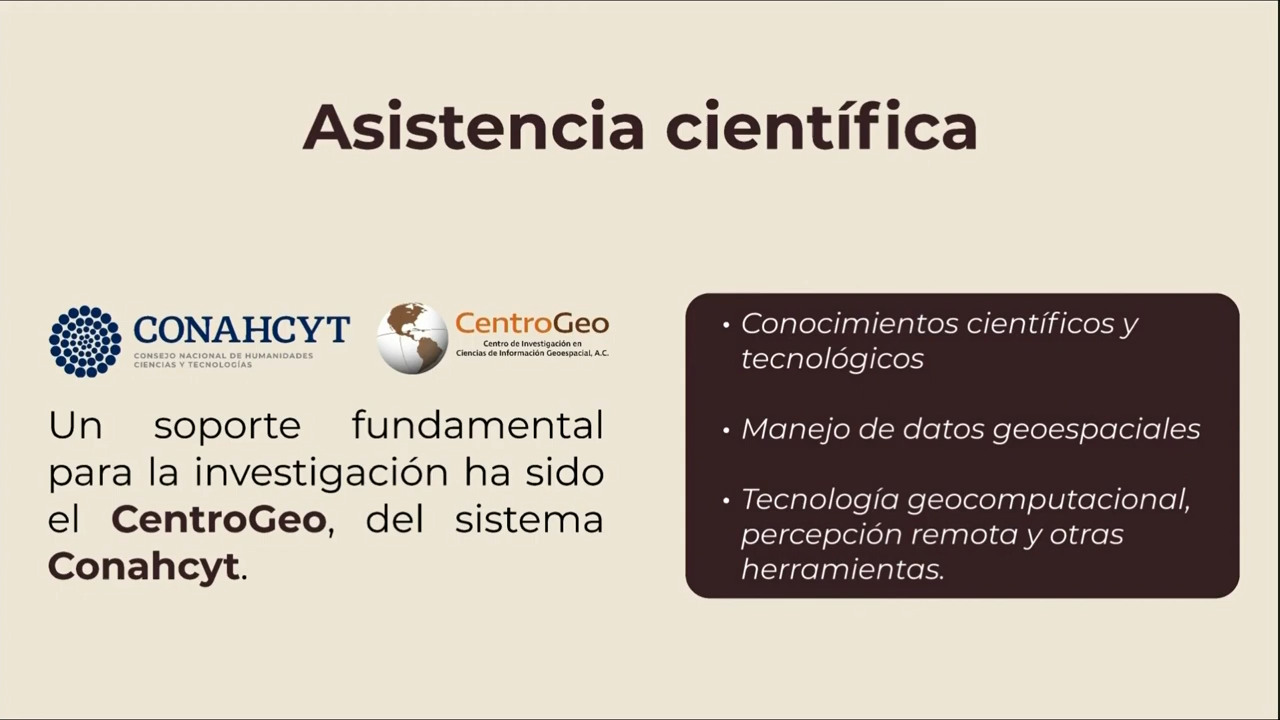 Asistencia científica
CONAHCYT
CONSEJO NACIONAL DE HUMANIDADES
CIENCIAS Y TECNOLOGÍAS
CentroGeo
Centro de Investigación en
Ciencias de Información Geoespacial, A.C.
Un soporte fundamental
para la investigación ha sido
el CentroGeo, del sistema
Conahcyt.
• Conocimientos científicos y
tecnológicos
• Manejo de datos geoespaciales
• Tecnología geocomputacional,
percepción remota y otras
herramientas.